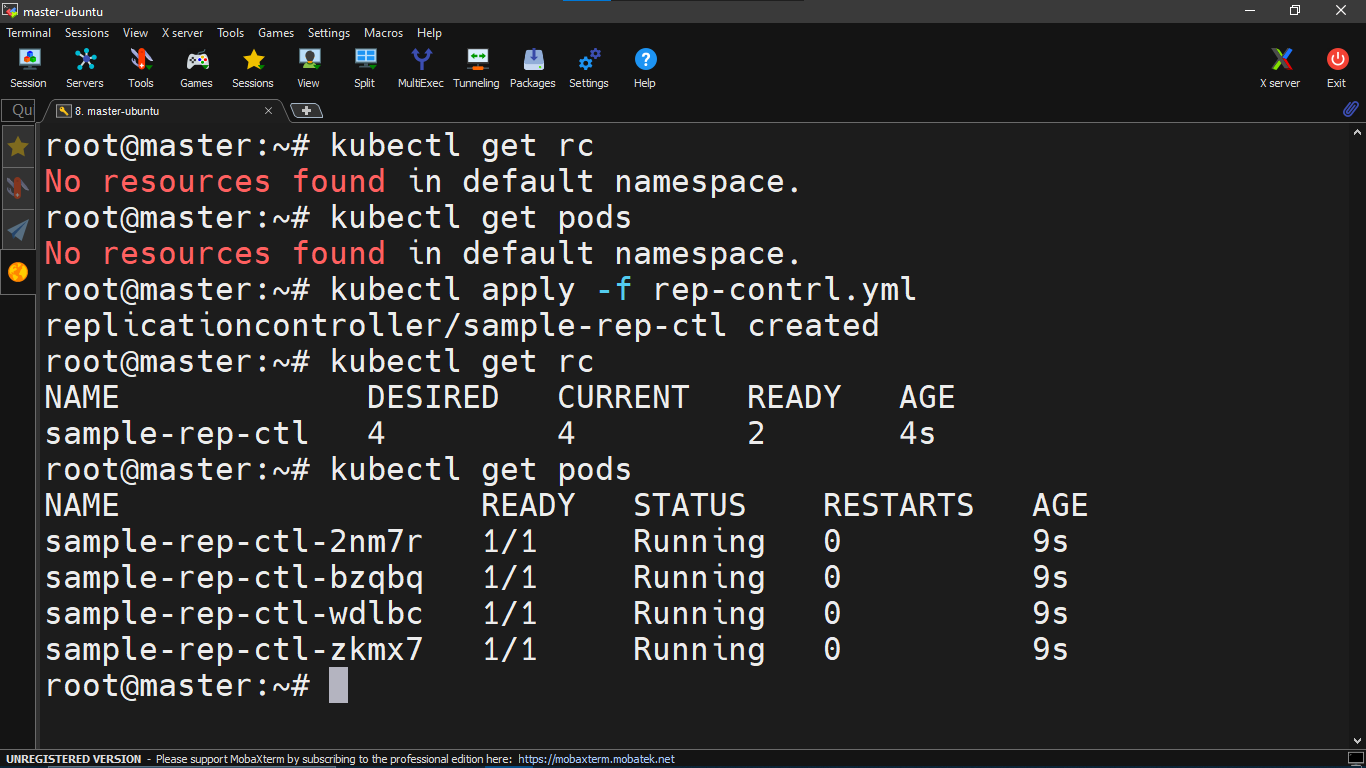 master-ubuntu
Terminal Sessions View X server Tools Games Settings Macros Help
Session Servers Tools Games Sessions View Split MultiExec Tunneling Packages Settings Help X server Exit
Qu 8. master-ubuntu
root@master:~# kubectl get rc
No resources found in default namespace.
root@master:~# kubectl get pods
No resources found in default namespace.
root@master:~# kubectl apply -f rep-contrl.yml
replicationcontroller/sample-rep-ctl created
root@master:~# kubectl get rc
NAME DESIRED CURRENT READY AGE
sample-rep-ctl 4 4 2 4s
root@master:~# kubectl get pods
NAME READY STATUS RESTARTS AGE
sample-rep-ctl-2nm7r 1/1 Running 0 9s
sample-rep-ctl-bzqbq 1/1 Running 0 9s
sample-rep-ctl-wdlbc 1/1 Running 0 9s
sample-rep-ctl-zkmx7 1/1 Running 0 9s
root@master:~#
UNREGISTERED VERSION - Please support MobaXterm by subscribing to the professional edition here: https://mobaxterm.mobatek.net